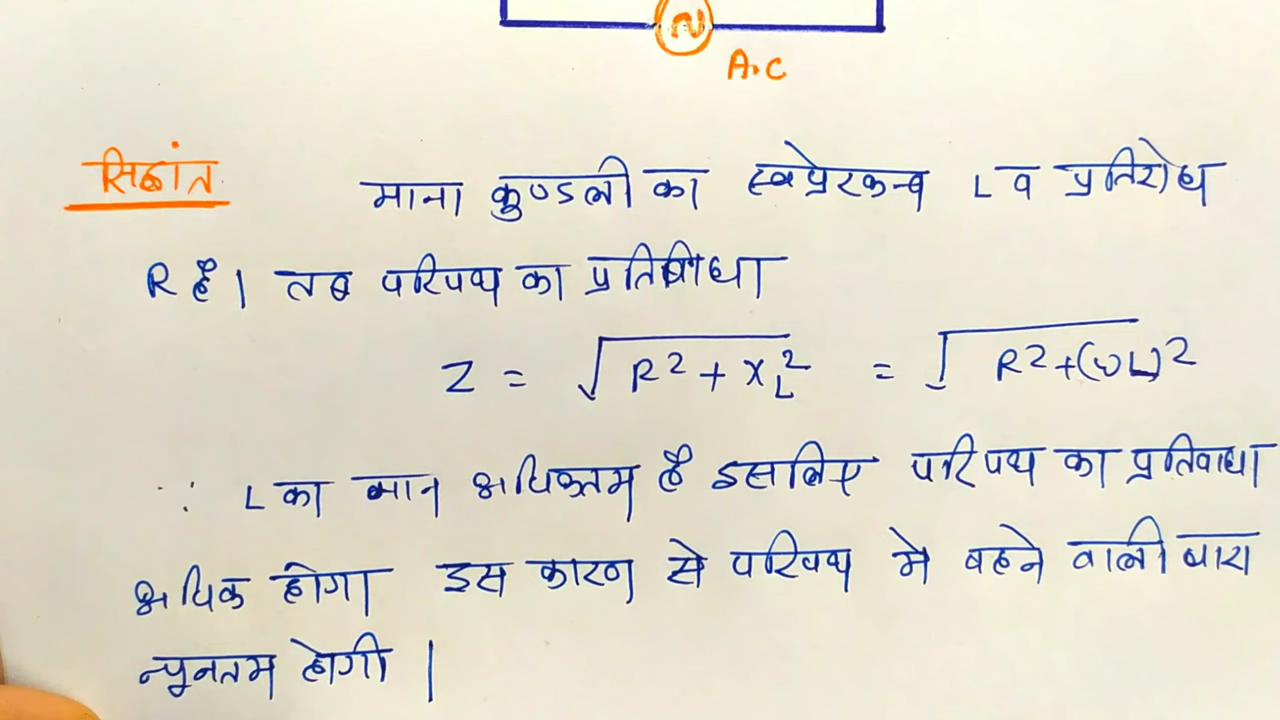 A.C
सिद्धांत माना कुण्डली का स्वप्रेरकत्व L व प्रतिरोध
R है। तब परिपथ का प्रतिबाधा
Z = √R² + X_L² = √R² + (ωL)²
∵ L का मान अधिकतम है इसलिए परिपथ का प्रतिवाधा
अधिक होगा इस कारण से परिपथ मे बहने वाली धारा
न्यूनतम होगी |